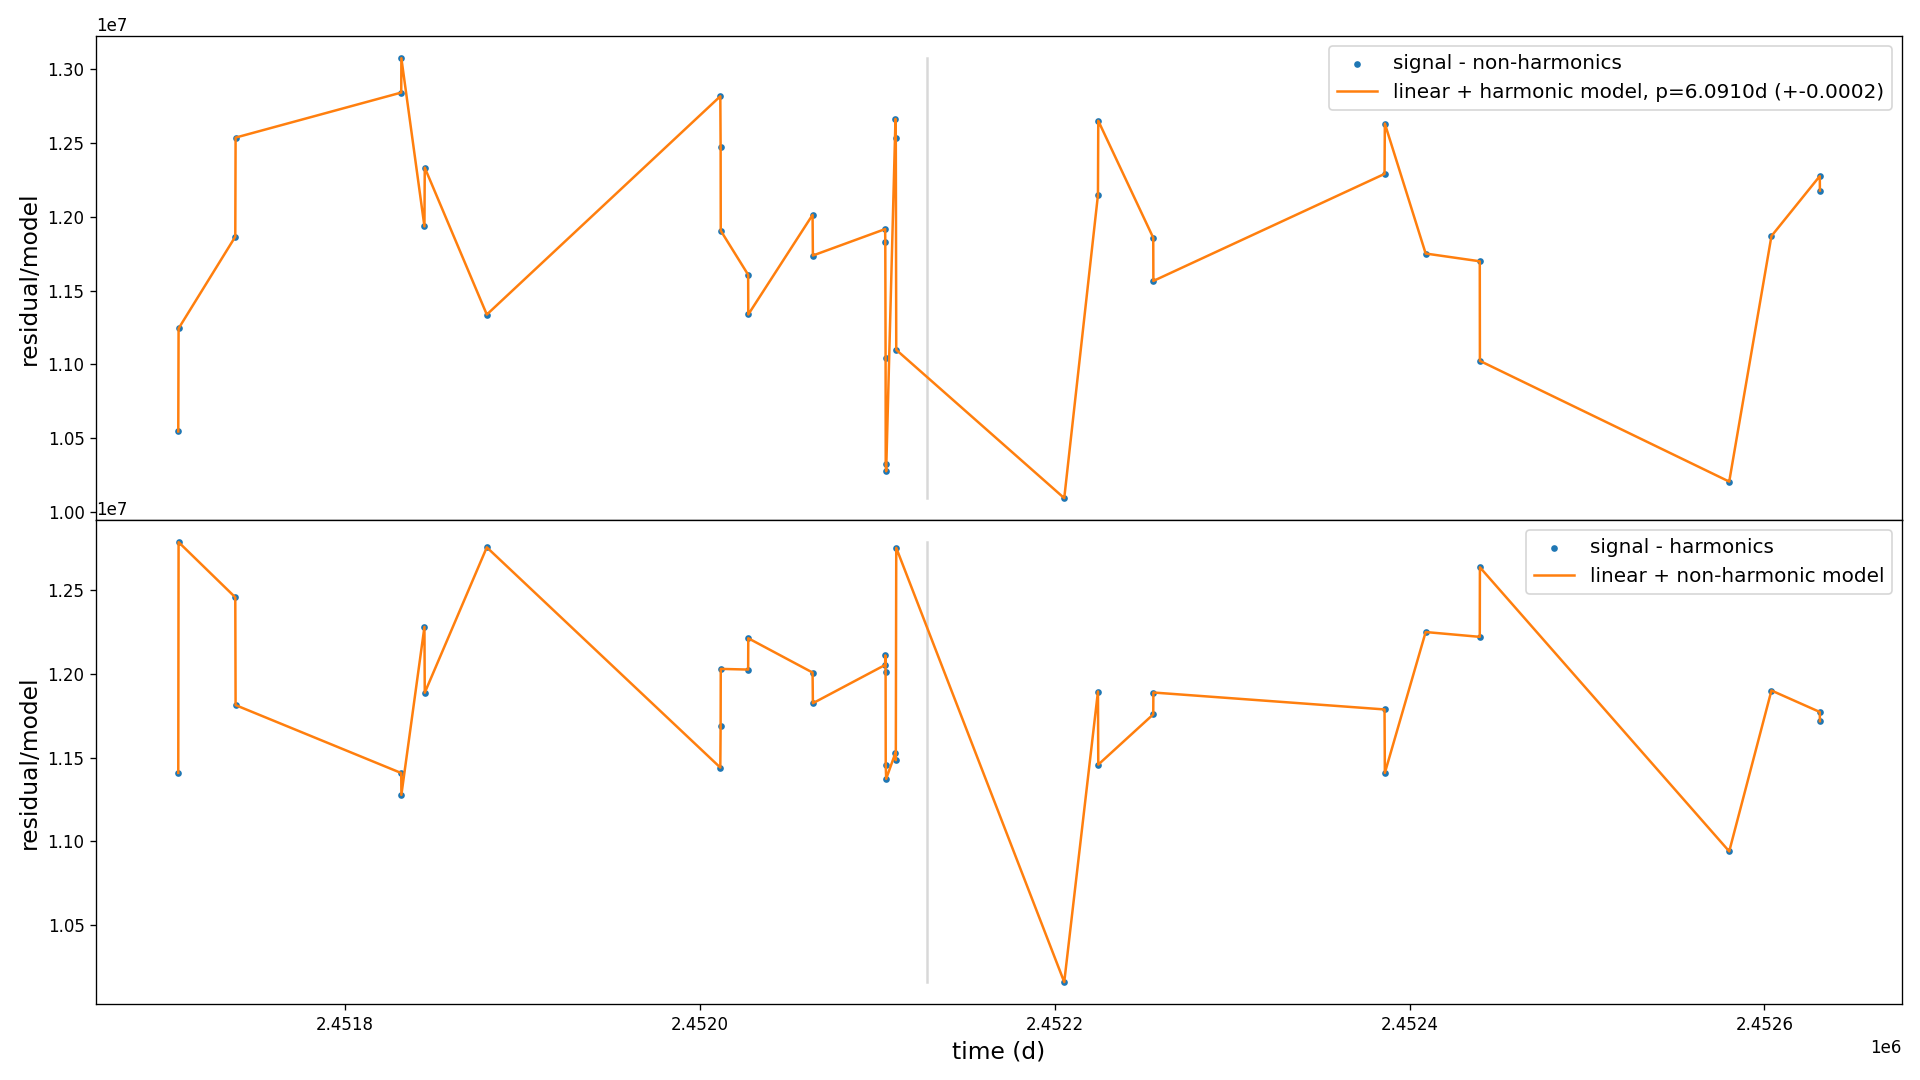 1e7
1.30
1.25
1.20
1.15
1.10
1.05
1.00
residual/model
signal - non-harmonics
linear + harmonic model, p=6.0910d (+-0.0002)
1e7
1.25
1.20
1.15
1.10
1.05
residual/model
signal - harmonics
linear + non-harmonic model
2.4518
2.4520
2.4522
2.4524
2.4526
time (d)
1e6